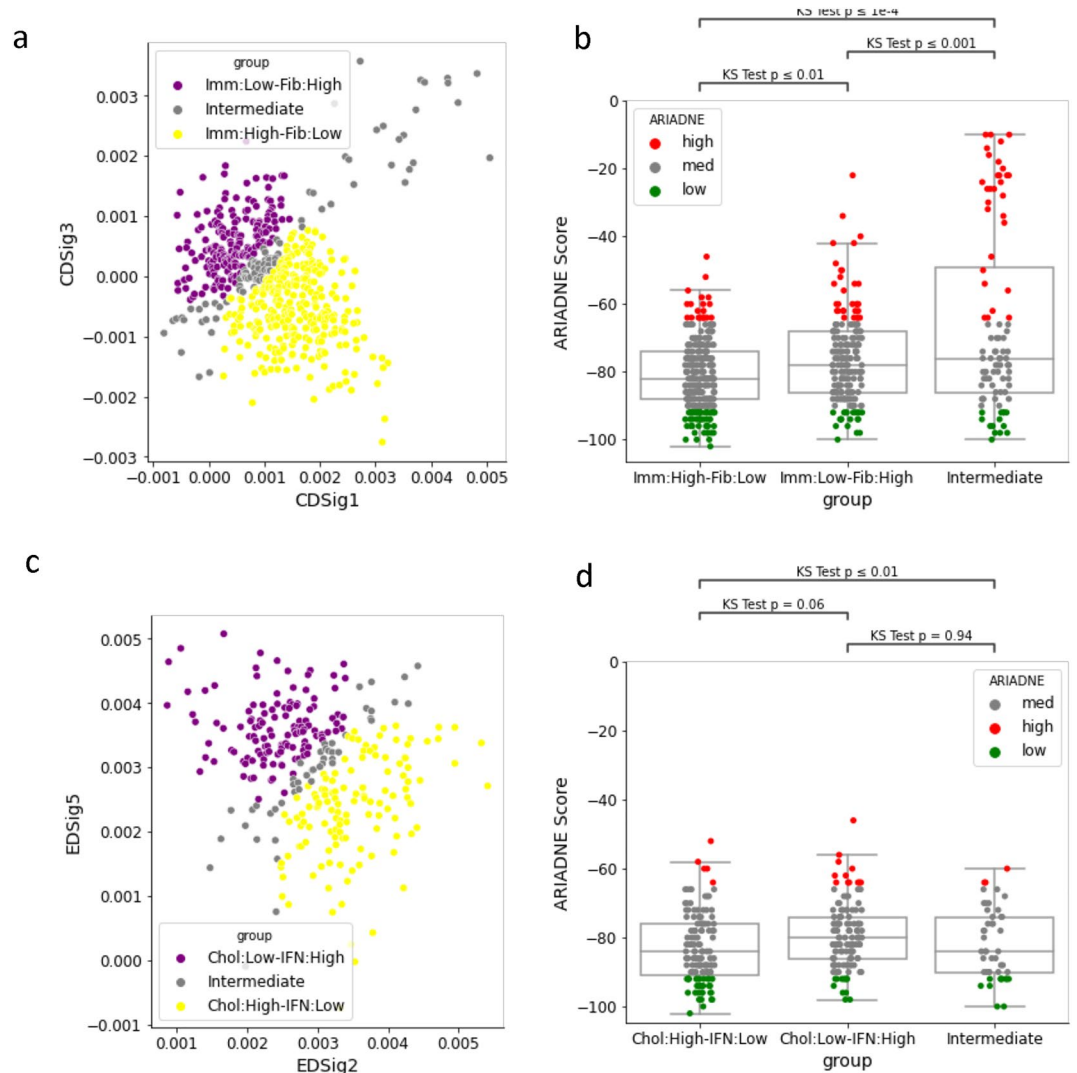 a
group
Imm:Low-Fib:High
Intermediate
Imm:High-Fib:Low
0.003
0.002
0.001
0.000
−0.001
−0.002
−0.003
CDSig3
−0.001 0.000 0.001 0.002 0.003 0.004 0.005
CDSig1
b
KS Test p ≤ 1e-4
KS Test p ≤ 0.001
KS Test p ≤ 0.01
ARIADNE
high
med
low
0
−20
−40
−60
−80
−100
ARIADNE Score
Imm:High-Fib:Low Imm:Low-Fib:High Intermediate
group
c
0.005
0.004
0.003
0.002
0.001
0.000
−0.001
EDSig5
group
Chol:Low-IFN:High
Intermediate
Chol:High-IFN:Low
0.001 0.002 0.003 0.004 0.005
EDSig2
d
KS Test p ≤ 0.01
KS Test p = 0.06
KS Test p = 0.94
ARIADNE
med
high
low
0
−20
−40
−60
−80
−100
ARIADNE Score
Chol:High-IFN:Low Chol:Low-IFN:High Intermediate
group